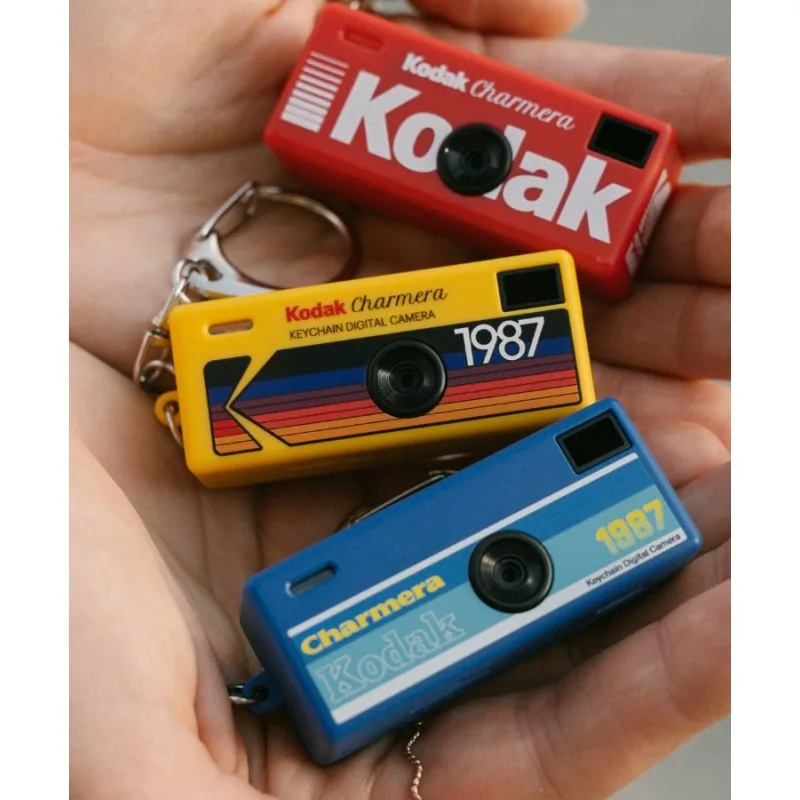 Kodak Charmera
Kodak
Kodak Charmera
KEYCHAIN DIGITAL CAMERA
1987
1987
Keychain Digital Camera
Charmera
Kodak